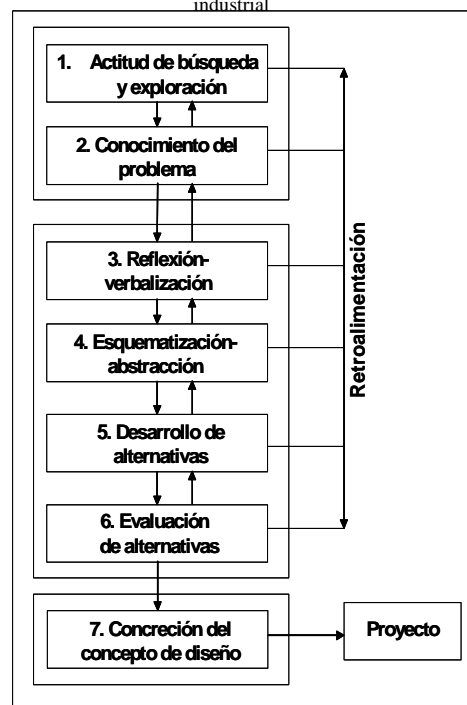 industrial
1. Actitud de búsqueda
y exploración
2. Conocimiento del
problema
3. Reflexión-
verbalización
4. Esquematización-
abstracción
5. Desarrollo de
alternativas
6. Evaluación
de alternativas
7. Concreción del
concepto de diseño
Proyecto
Retroalimentación